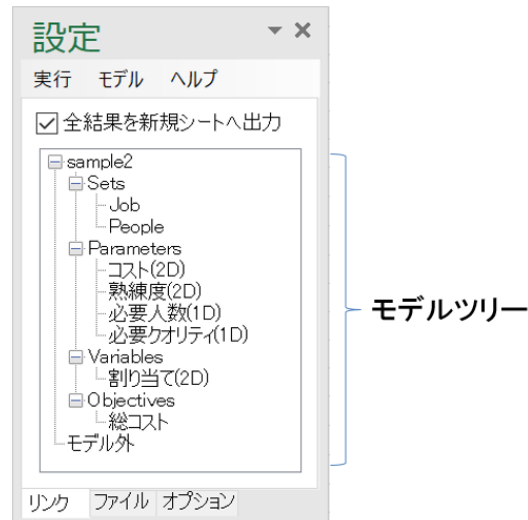 設定
実行 モデル ヘルプ
全結果を新規シートへ出力
sample2
Sets
Job
People
Parameters
コスト(2D)
熟練度(2D)
必要人数(1D)
必要クオリティ(1D)
Variables
割り当て(2D)
Objectives
総コスト
モデル外
モデルツリー
リンク ファイル オプション